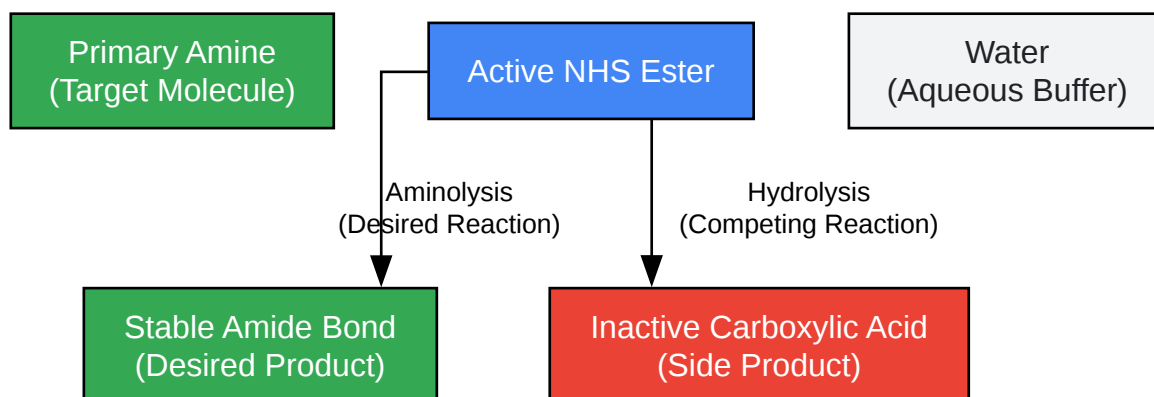 Primary Amine
(Target Molecule)
Active NHS Ester
Water
(Aqueous Buffer)
Aminolysis
(Desired Reaction)
Hydrolysis
(Competing Reaction)
Stable Amide Bond
(Desired Product)
Inactive Carboxylic Acid
(Side Product)